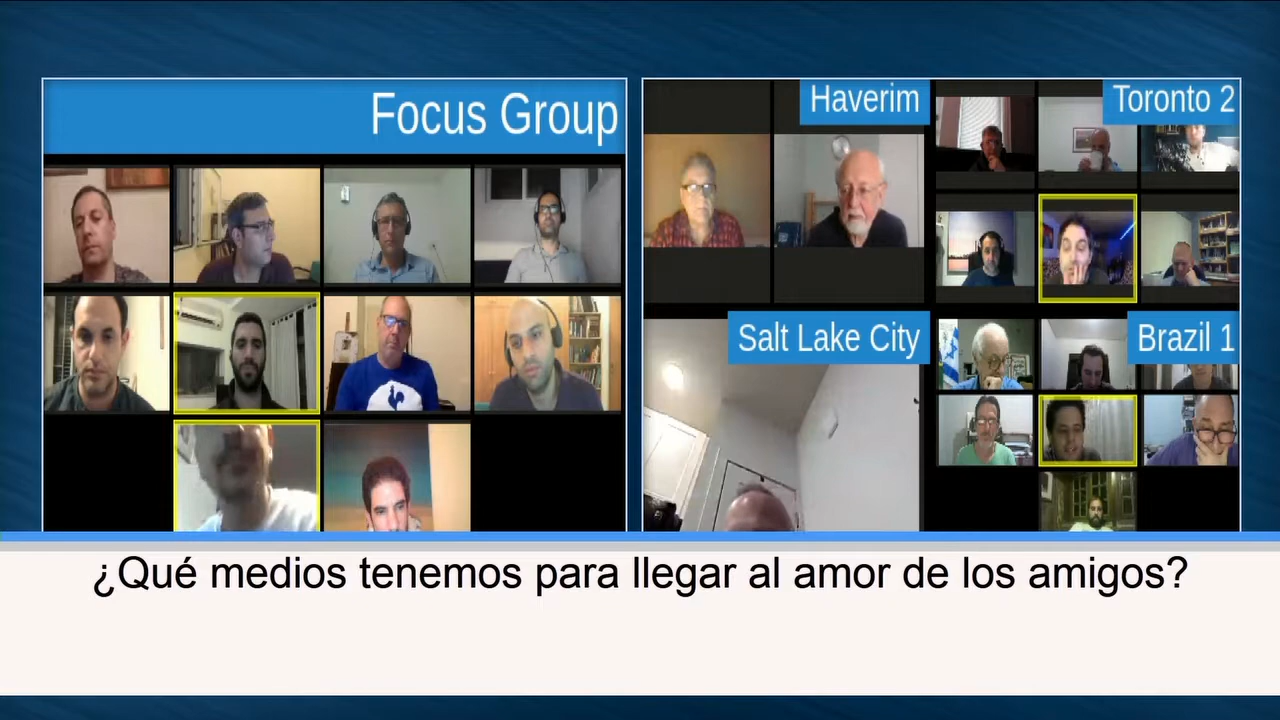 Focus Group
Haverim
Toronto 2
Salt Lake City
Brazil 1
¿Qué medios tenemos para llegar al amor de los amigos?